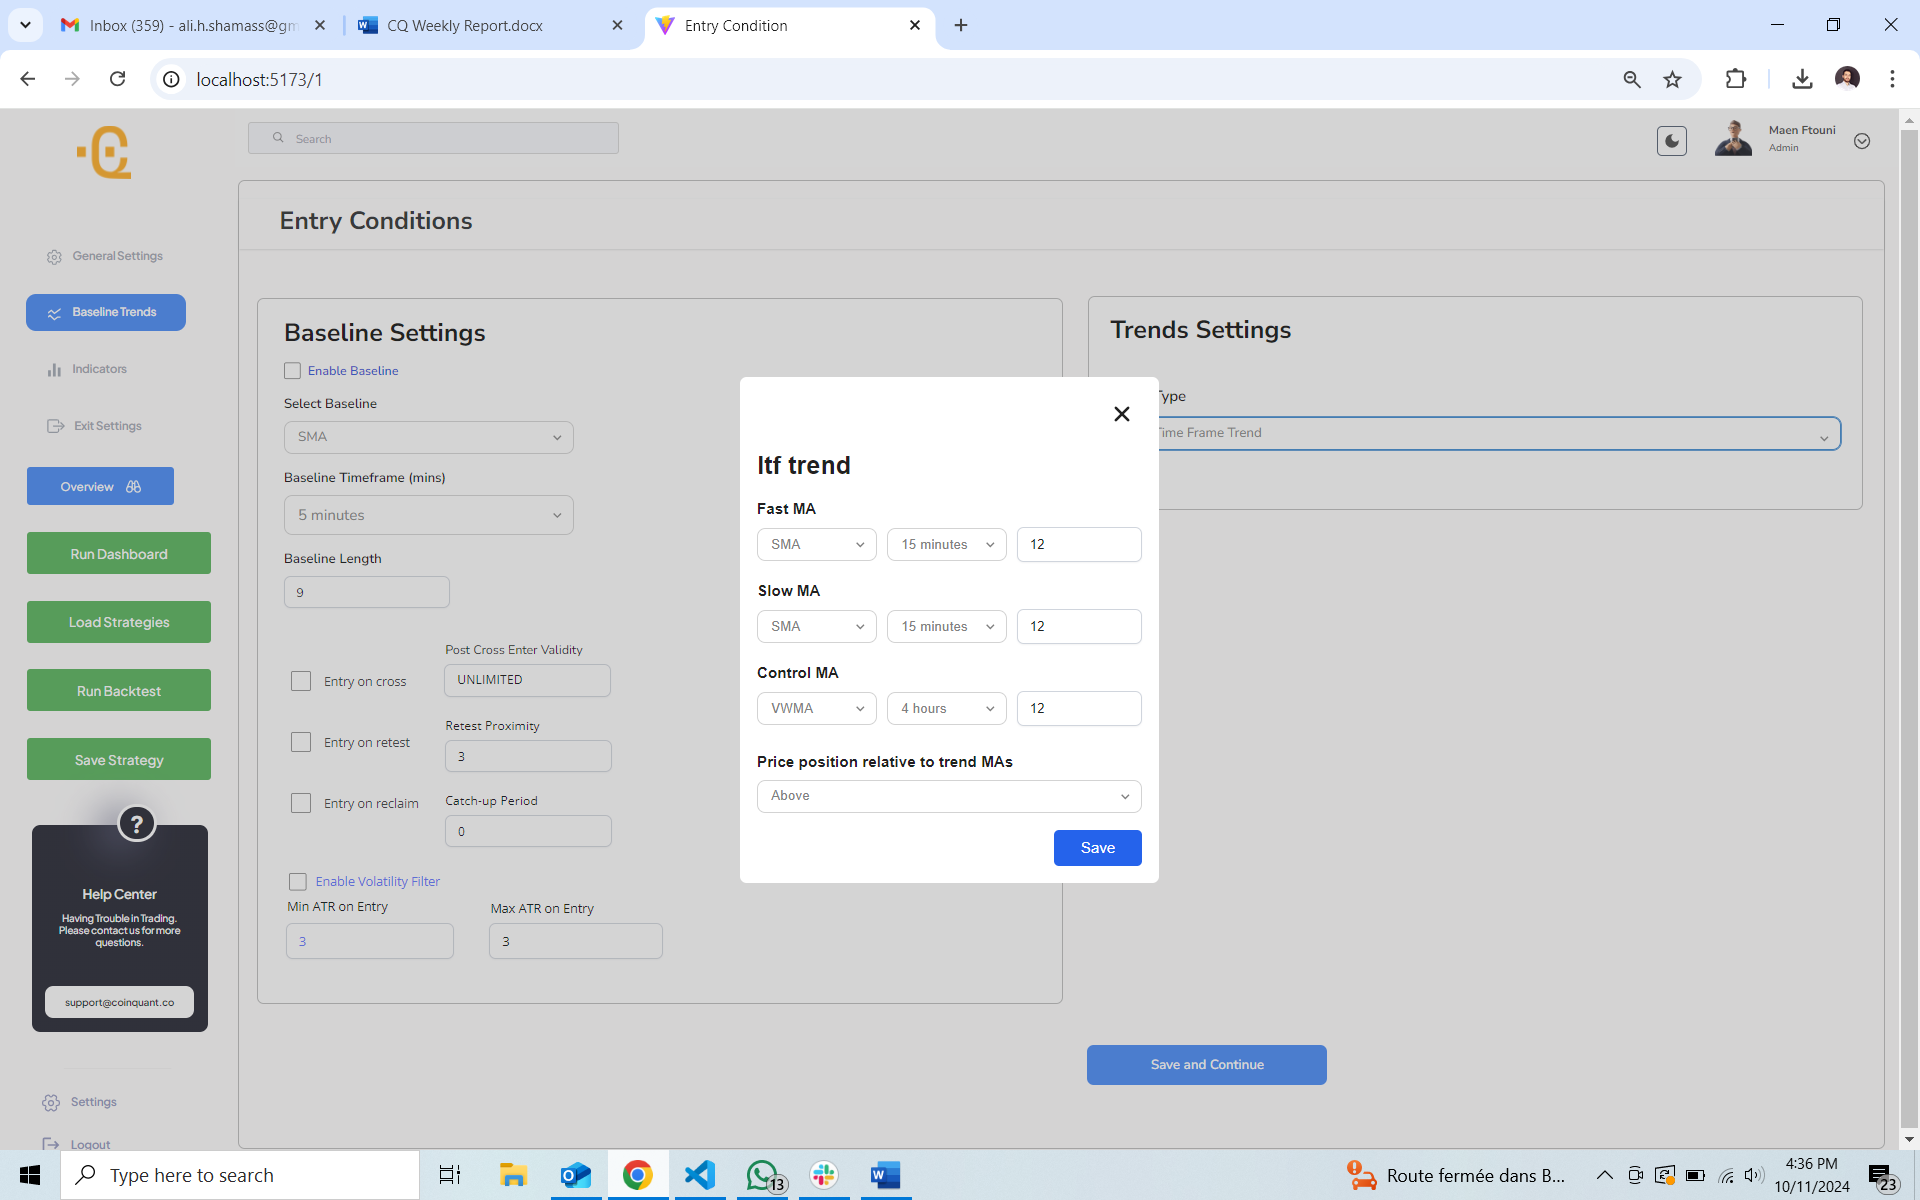 Inbox (359) - ali.h.shamass@gm
CQ Weekly Report.docx
Entry Condition
localhost:5173/1
Search
Maen Ftouni
Admin
Entry Conditions
General Settings
Baseline Trends
Indicators
Exit Settings
Overview
Run Dashboard
Load Strategies
Run Backtest
Save Strategy
?
Help Center
Having Trouble in Trading.
Please contact us for more
questions.
support@coinquant.co
Settings
Logout
Baseline Settings
Enable Baseline
Select Baseline
SMA
Baseline Timeframe (mins)
5 minutes
Baseline Length
9
Post Cross Enter Validity
Entry on cross
UNLIMITED
Retest Proximity
Entry on retest
3
Catch-up Period
Entry on reclaim
0
Enable Volatility Filter
Min ATR on Entry
Max ATR on Entry
3
3
Trends Settings
Type
Time Frame Trend
ltf trend
Fast MA
SMA
15 minutes
12
Slow MA
SMA
15 minutes
12
Control MA
VWMA
4 hours
12
Price position relative to trend MAs
Above
Save
Save and Continue
Type here to search
13
Route fermée dans B...
4:36 PM
10/11/2024
23